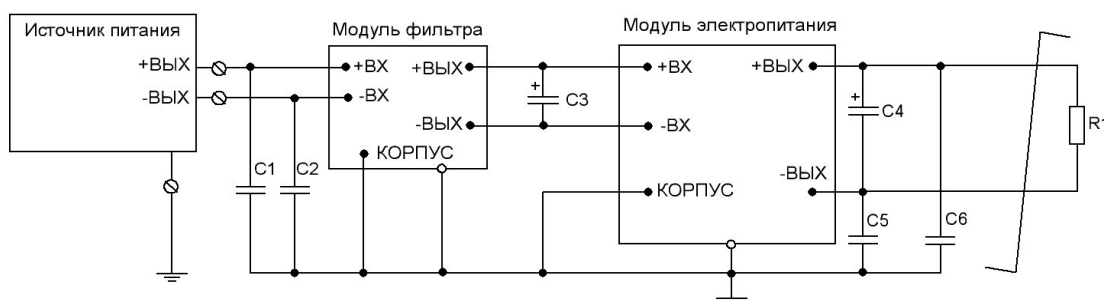 Источник питания
+ВЫХ
-ВЫХ
Модуль фильтра
+ВХ
+ВЫХ
-ВХ
-ВЫХ
КОРПУС
C1
C2
+
C3
Модуль электропитания
+ВХ
+ВЫХ
-ВХ
-ВЫХ
КОРПУС
+
C4
C5
C6
R1